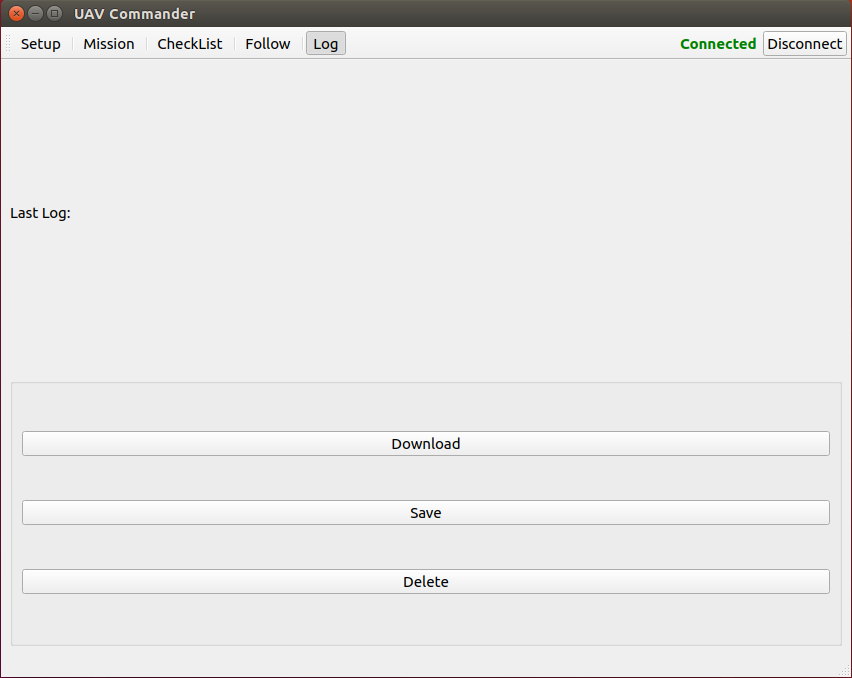 UAV Commander
Setup Mission CheckList Follow Log Connected Disconnect
Last Log:
Download
Save
Delete